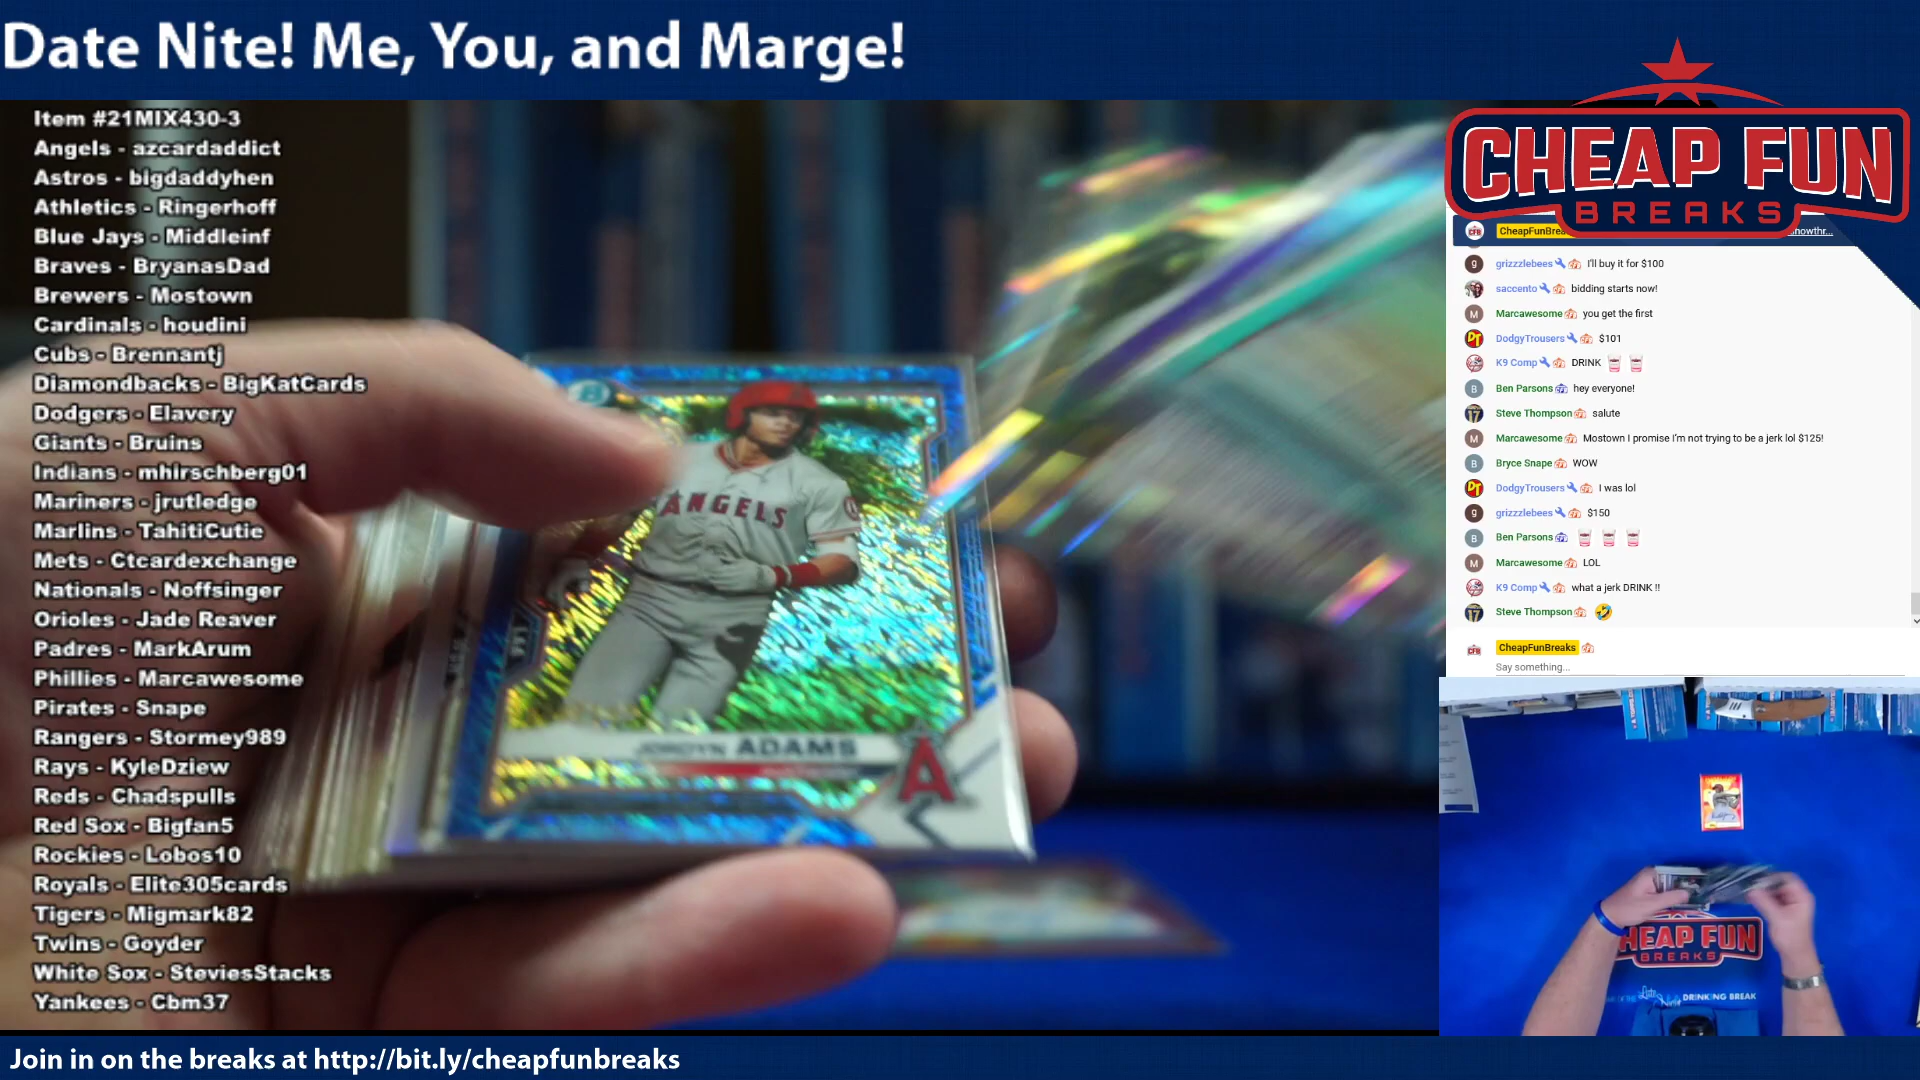 Date Nite! Me, You, and Marge!
Item #21MIX430-3
Angels - azcardaddict
Astros - bigdaddyhen
Athletics - Ringerhoff
Blue Jays - Middleinf
Braves - BryanasDad
Brewers - Mostown
Cardinals - houdini
Cubs - Brennantj
Diamondbacks - BigKatCards
Dodgers - Elavery
Giants - Bruins
Indians - mhirschberg01
Mariners - jrutledge
Marlins - TahitiCutie
Mets - Ctcardexchange
Nationals - Noffsinger
Orioles - Jade Reaver
Padres - MarkArum
Phillies - Marcawesome
Pirates - Snape
Rangers - Stormey989
Rays - KyleDziew
Reds - Chadspulls
Red Sox - Bigfan5
Rockies - Lobos10
Royals - Elite305cards
Tigers - Migmark82
Twins - Goyder
White Sox - SteviesStacks
Yankees - Cbm37
ANGELS
JORDYN ADAMS
A
CHEAP FUN
BREAKS
grizzzlebees I'll buy it for $100
saccento bidding starts now!
Marcawesome you get the first
DodgyTrousers $101
K9 Comp DRINK
Ben Parsons hey everyone!
Steve Thompson salute
Marcawesome Mostown I promise I'm not trying to be a jerk lol $125!
Bryce Snape WOW
DodgyTrousers I was lol
grizzzlebees $150
Ben Parsons
Marcawesome LOL
K9 Comp what a jerk DRINK !!
Steve Thompson
CheapFunBreaks
Say something...
HEAP FUN
BREAKS
Late Night DRINKING BREAK
Join in on the breaks at http://bit.ly/cheapfunbreaks